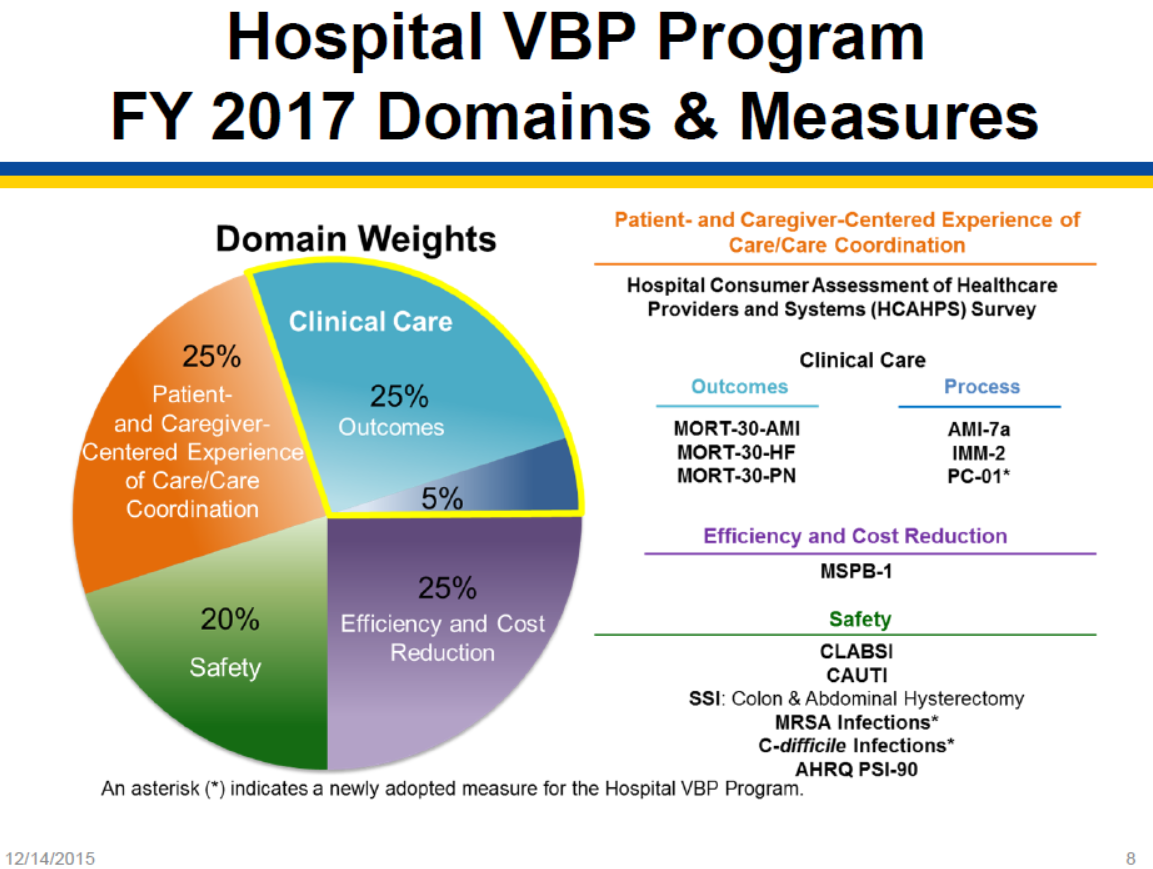 Hospital VBP Program
FY 2017 Domains & Measures
Domain Weights
Clinical Care
25%
Outcomes
5%
25%
Patient-
and Caregiver-
Centered Experience
of Care/Care
Coordination
20%
Safety
25%
Efficiency and Cost
Reduction
Patient- and Caregiver-Centered Experience of
Care/Care Coordination
Hospital Consumer Assessment of Healthcare
Providers and Systems (HCAHPS) Survey
Clinical Care
Outcomes
MORT-30-AMI
MORT-30-HF
MORT-30-PN
Process
AMI-7a
IMM-2
PC-01*
Efficiency and Cost Reduction
MSPB-1
Safety
CLABSI
CAUTI
SSI: Colon & Abdominal Hysterectomy
MRSA Infections*
C-difficile Infections*
AHRQ PSI-90
An asterisk (*) indicates a newly adopted measure for the Hospital VBP Program.
12/14/2015
8